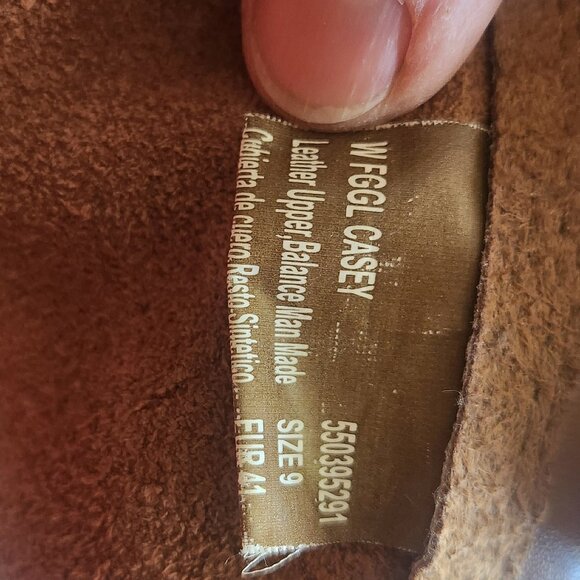 W FGGL CASEY 550395291
Leather Upper,Balance Man Made SIZE 9
Cubierta de cuero,Resto Sintetico EUR 41